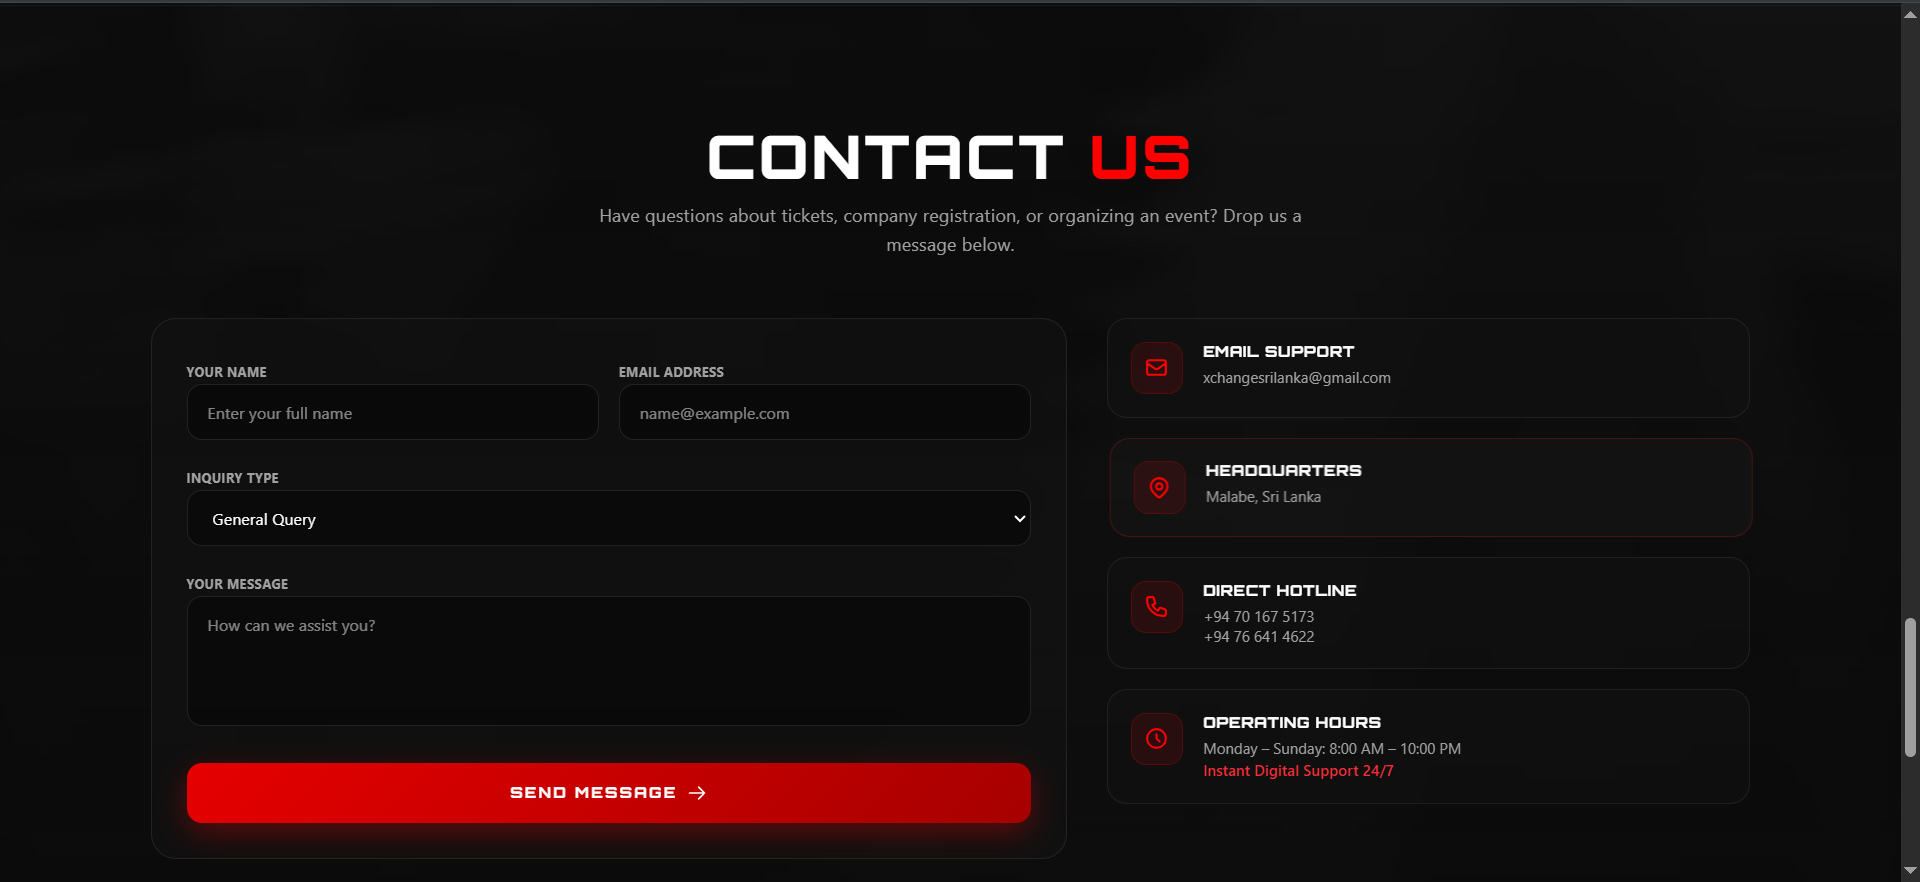 CONTACT US
Have questions about tickets, company registration, or organizing an event? Drop us a
message below.
YOUR NAME
Enter your full name
EMAIL ADDRESS
name@example.com
INQUIRY TYPE
General Query
YOUR MESSAGE
How can we assist you?
SEND MESSAGE →
EMAIL SUPPORT
xchangesrilanka@gmail.com
HEADQUARTERS
Malabe, Sri Lanka
DIRECT HOTLINE
+94 70 167 5173
+94 76 641 4622
OPERATING HOURS
Monday – Sunday: 8:00 AM – 10:00 PM
Instant Digital Support 24/7